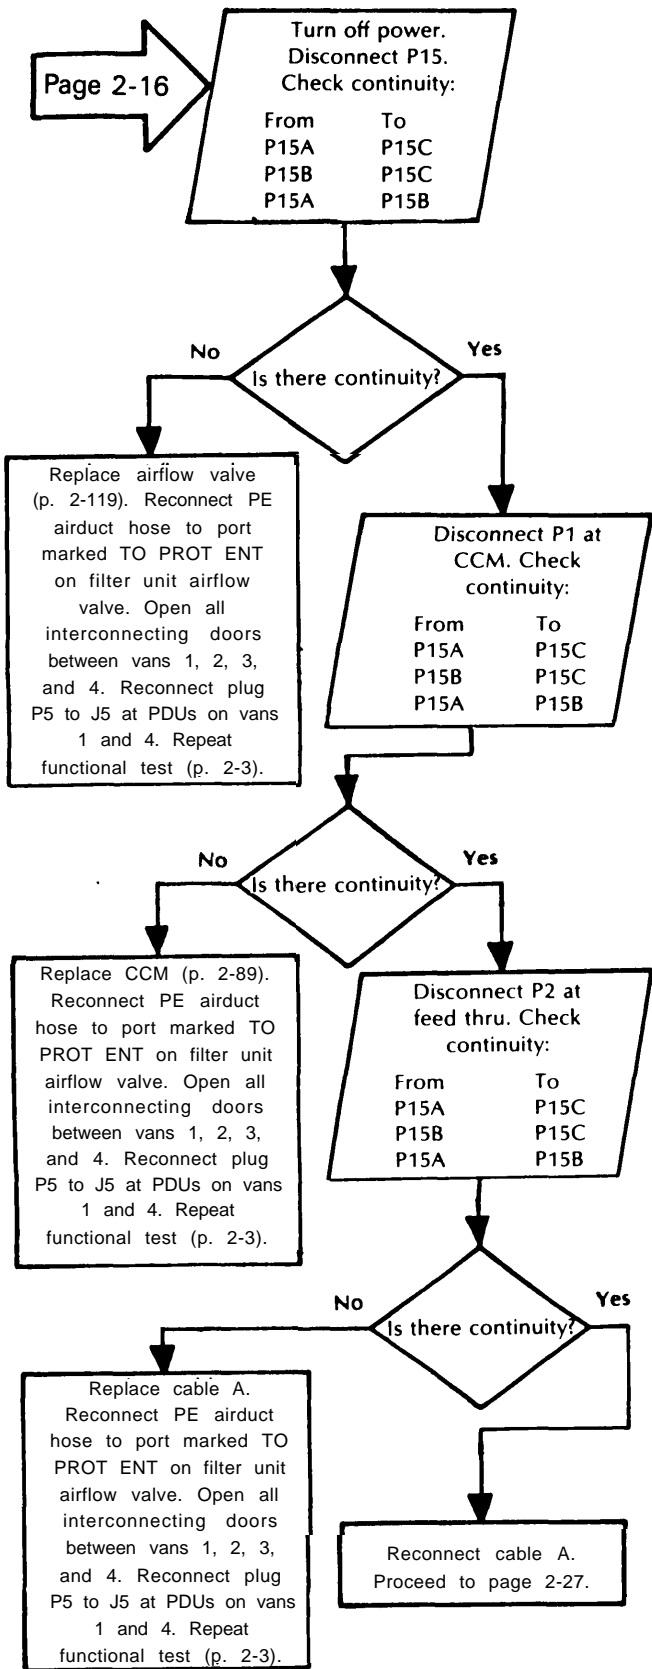 Page 2-16
Turn off power.
Disconnect P15.
Check continuity:
From To
P15A P15C
P15B P15C
P15A P15B
Is there continuity?
No
Yes
Replace airflow valve
(p. 2-119). Reconnect PE
airduct hose to port
marked TO PROT ENT
on filter unit airflow
valve. Open all
interconnecting doors
between vans 1, 2, 3,
and 4. Reconnect plug
P5 to J5 at PDUs on vans
1 and 4. Repeat
functional test (p. 2-3).
Disconnect P1 at
CCM. Check
continuity:
From To
P15A P15C
P15B P15C
P15A P15B
Is there continuity?
No
Yes
Replace CCM (p. 2-89).
Reconnect PE airduct
hose to port marked TO
PROT ENT on filter unit
airflow valve. Open all
interconnecting doors
between vans 1, 2, 3,
and 4. Reconnect plug
P5 to J5 at PDUs on vans
1 and 4. Repeat
functional test (p. 2-3).
Disconnect P2 at
feed thru. Check
continuity:
From To
P15A P15C
P15B P15C
P15A P15B
Is there continuity?
No
Yes
Replace cable A.
Reconnect PE airduct
hose to port marked TO
PROT ENT on filter unit
airflow valve. Open all
interconnecting doors
between vans 1, 2, 3,
and 4. Reconnect plug
P5 to J5 at PDUs on vans
1 and 4. Repeat
functional test (p. 2-3).
Reconnect cable A.
Proceed to page 2-27.